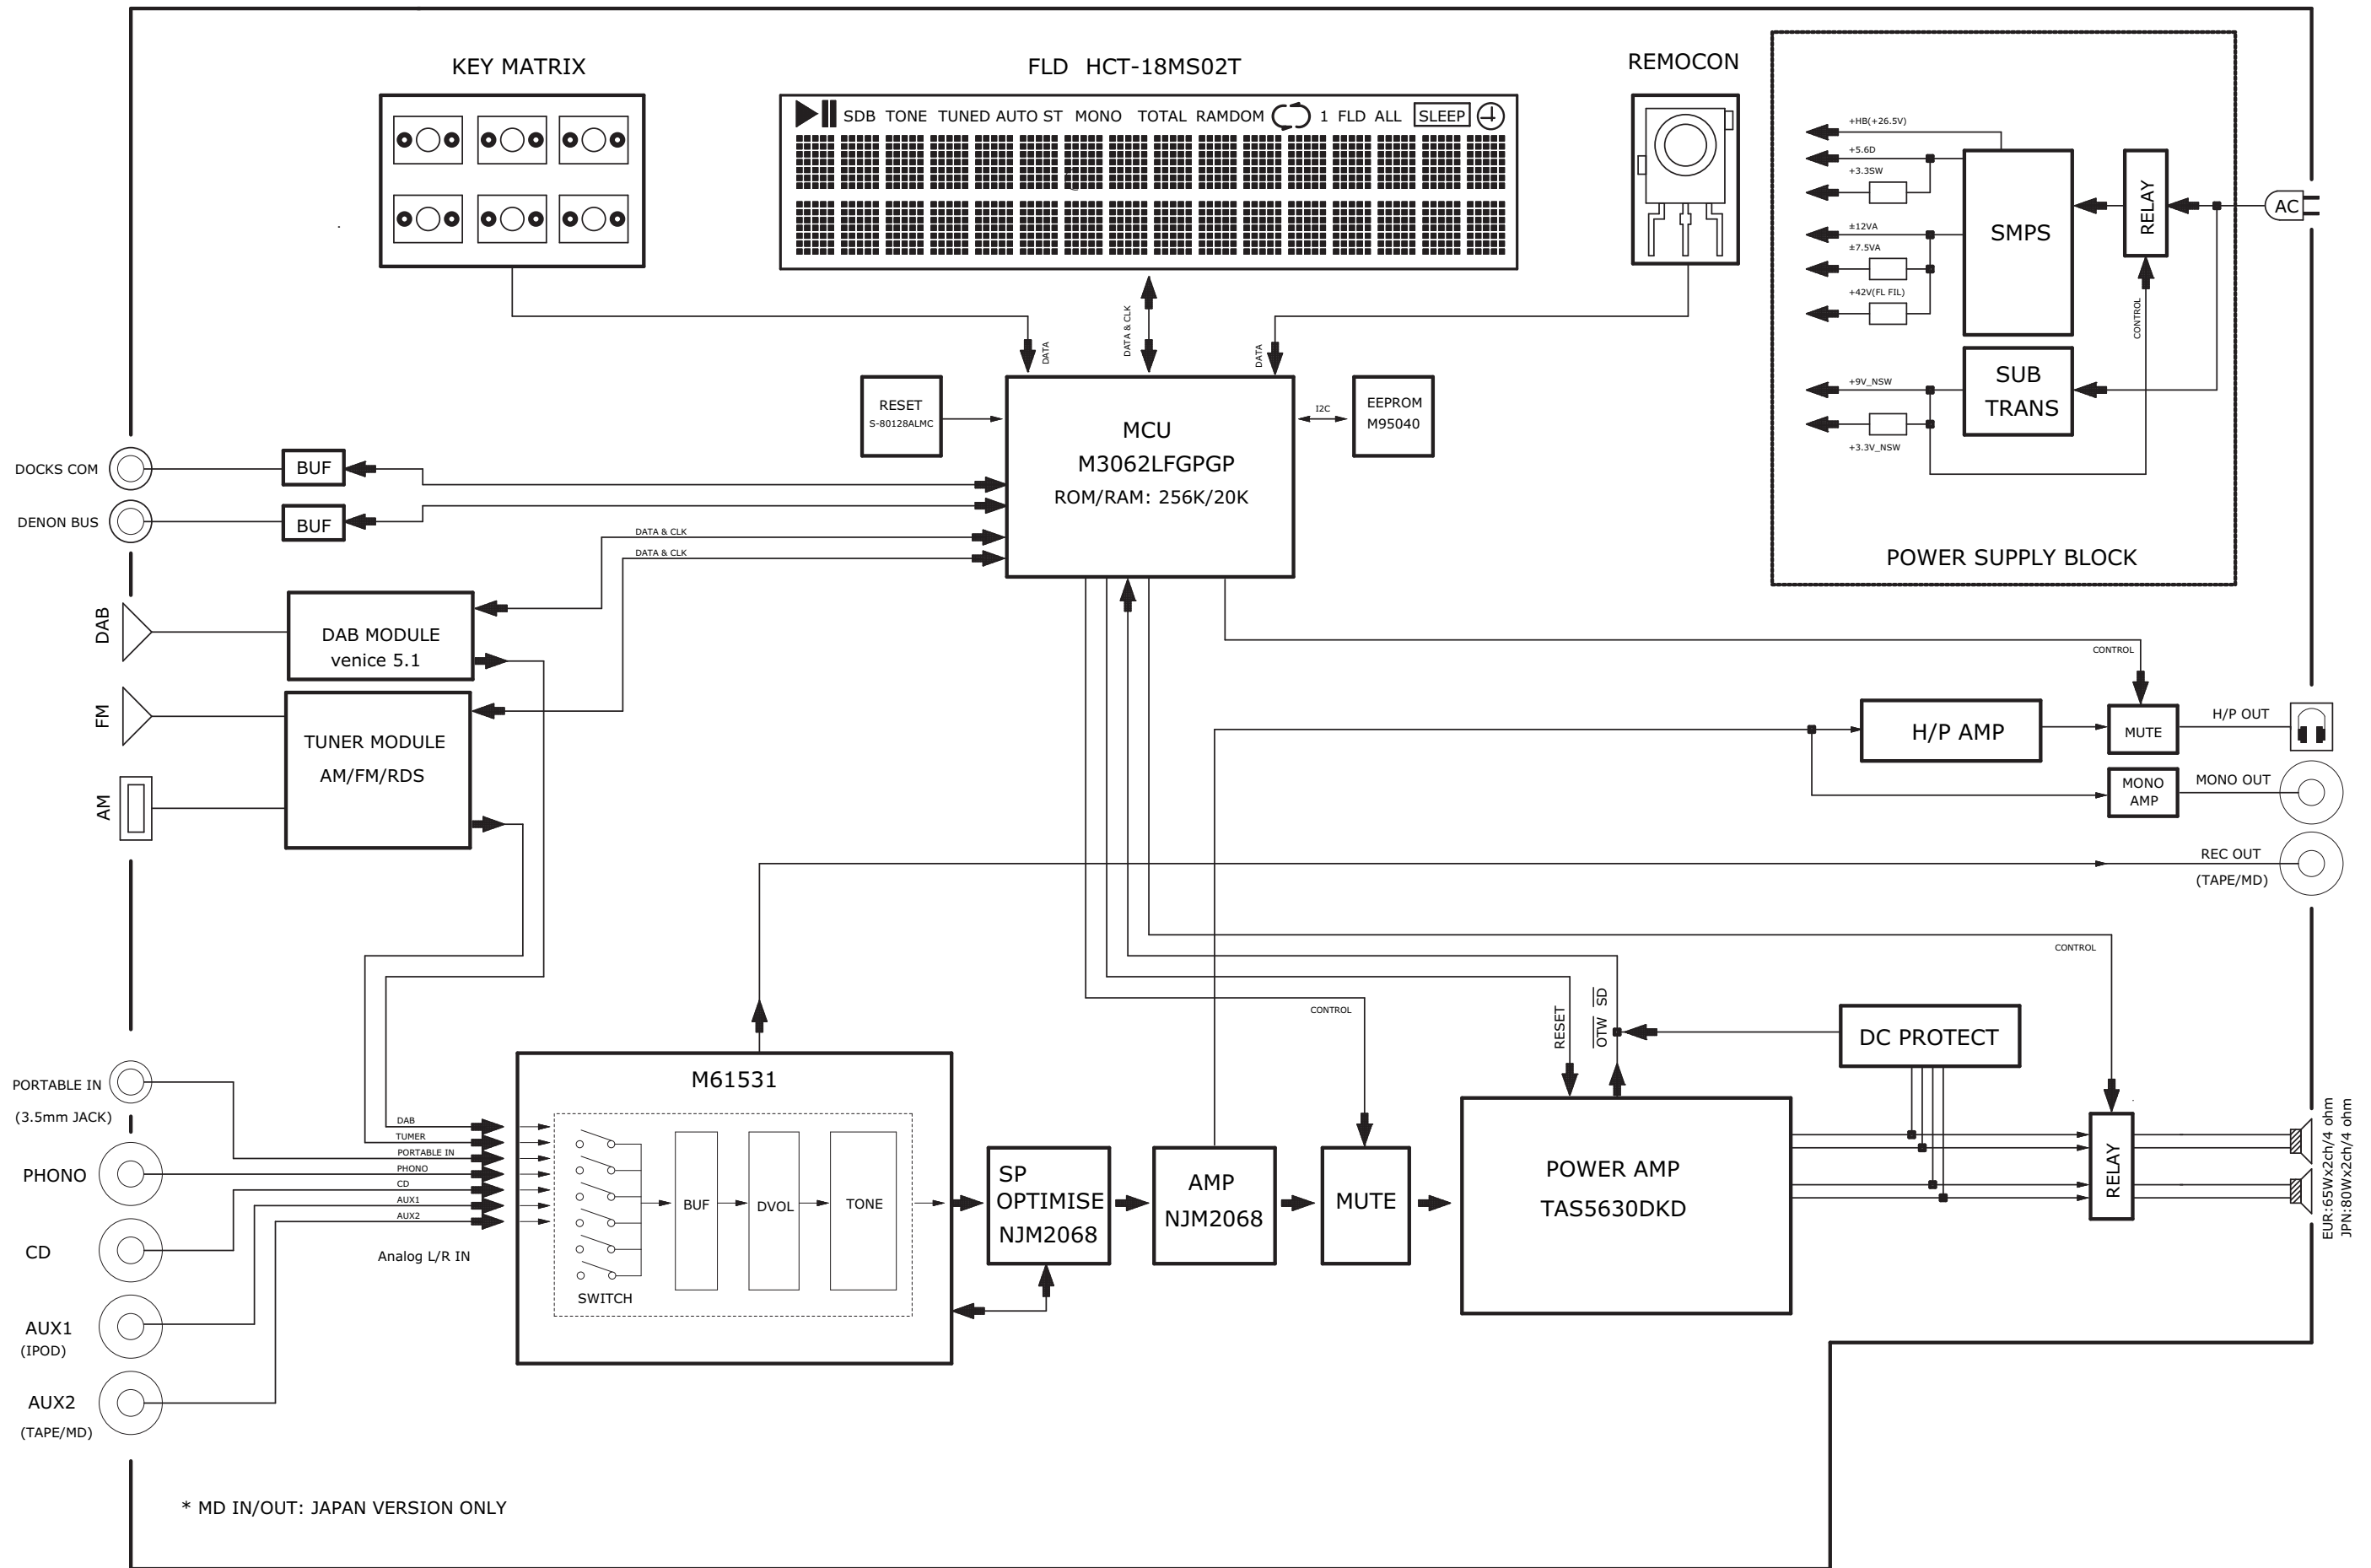 KEY MATRIX
FLD HCT-18MS02T
REMOCON
SDB TONE TUNED AUTO ST MONO TOTAL RAMDOM 1 FLD ALL SLEEP
+HB(+26.5V)
+5.6D
+3.3SW
±12VA
±7.5VA
+42V(FL FIL)
+9V_NSW
+3.3V_NSW
SMPS
RELAY
AC
CONTROL
SUB
TRANS
POWER SUPPLY BLOCK
DATA
DATA & CLK
DATA
RESET
S-80128ALMC
MCU
M3062LFGPGP
ROM/RAM: 256K/20K
I2C
EEPROM
M95040
DOCKS COM
BUF
DENON BUS
BUF
DATA & CLK
DATA & CLK
DAB
DAB MODULE
venice 5.1
FM
TUNER MODULE
AM/FM/RDS
AM
CONTROL
H/P AMP
MUTE
H/P OUT
MONO
AMP
MONO OUT
REC OUT
(TAPE/MD)
CONTROL
CONTROL
RESET
OTW SD
DC PROTECT
PORTABLE IN
(3.5mm JACK)
PHONO
CD
AUX1
(IPOD)
AUX2
(TAPE/MD)
DAB
TUMER
PORTABLE IN
PHONO
CD
AUX1
AUX2
Analog L/R IN
M61531
SWITCH
BUF
DVOL
TONE
SP
OPTIMISE
NJM2068
AMP
NJM2068
MUTE
POWER AMP
TAS5630DKD
RELAY
EUR:65Wx2ch/4 ohm
JPN:80Wx2ch/4 ohm
* MD IN/OUT: JAPAN VERSION ONLY